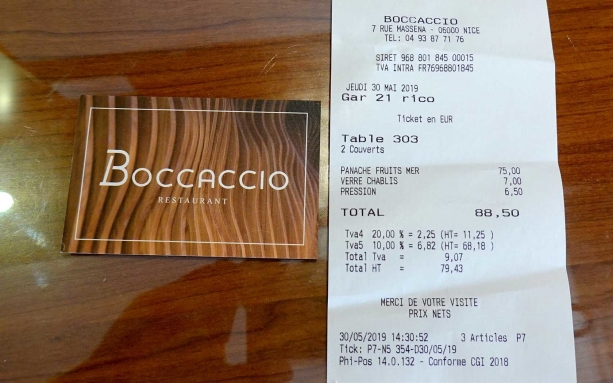 BOCCACCIO
RESTAURANT
BOCCACCIO
7 RUE MASSENA - 06000 NICE
TEL: 04 93 87 71 76
SIRET 968 801 845 00015
TVA INTRA FR76968801845
JEUDI 30 MAI 2019
Gar 21 rico
Ticket en EUR
Table 303
2 Couverts
PANACHE FRUITS MER 75,00
VERRE CHABLIS 7,00
PRESSION 6,50
TOTAL 88,50
Tva4 20,00 % = 2,25 (HT= 11,25 )
Tva5 10,00 % = 6,82 (HT= 68,18 )
Total Tva = 9,07
Total HT = 79,43
MERCI DE VOTRE VISITE
PRIX NETS
30/05/2019 14:30:52 3 Articles P7
Tick: P7-N5 354-D30/05/19
Phi-Pos 14.0.132 - Conforme CGI 2018